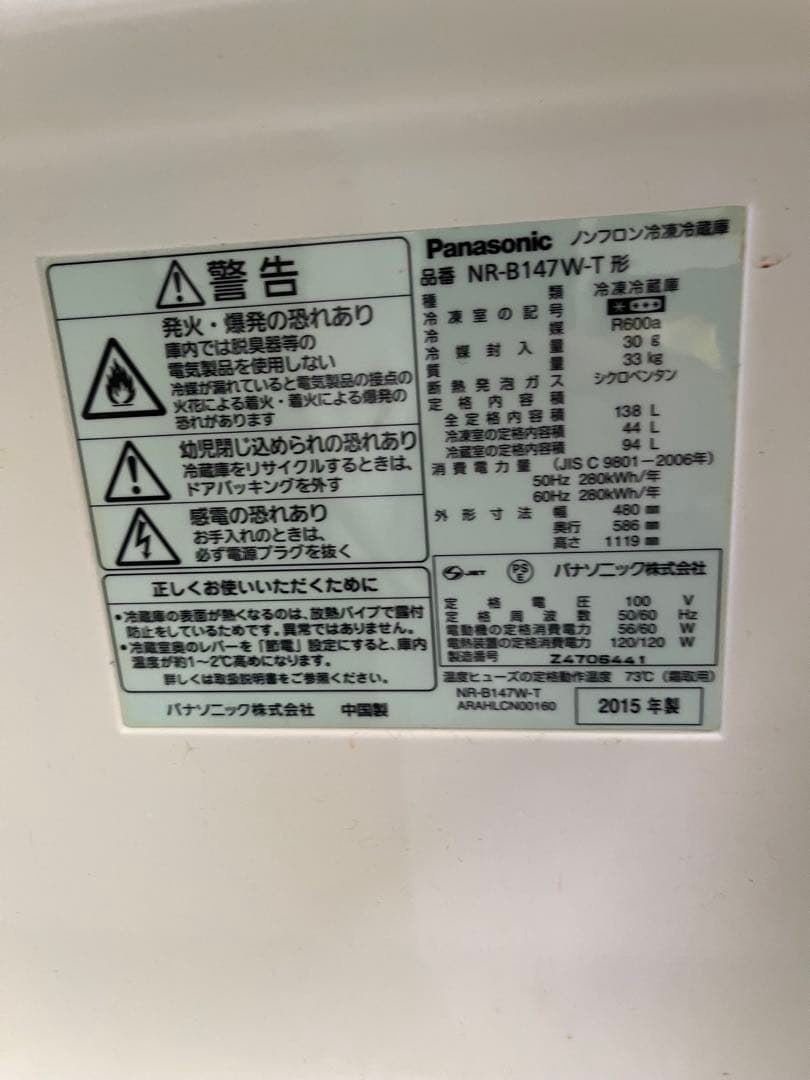 警告
発火・爆発の恐れあり
庫内では脱臭器等の
電気製品を使用しない
冷媒が漏れていると電気製品の接点の
火花による着火・着火による爆発の
恐れがあります
幼児閉じ込められの恐れあり
冷蔵庫をリサイクルするときは、
ドアパッキングを外す
感電の恐れあり
お手入れのときは、
必ず電源プラグを抜く
正しくお使いいただくために
•冷蔵庫の表面が熱くなるのは、放熱パイプで露付
防止をしているためです。異常ではありません。
•冷蔵室奥のレバーを「節電」設定にすると、庫内
温度が約1~2℃高めになります。
詳しくは取扱説明書をご参照ください。
パナソニック株式会社 中国製
Panasonic ノンフロン冷凍冷蔵庫
品番 NR-B147W-T 形
種類 冷凍冷蔵庫
冷凍室の記号
冷媒 R600a
冷媒封入量 30 g
質量 33 kg
断熱発泡ガス シクロペンタン
定格内容積
全定格内容積 138 L
冷凍室の定格内容積 44 L
冷蔵室の定格内容積 94 L
消費電力量 (JIS C 9801-2006年)
50Hz 280kWh/年
60Hz 280kWh/年
外形寸法 幅 480 ㎜
奥行 586 ㎜
高さ 1119 ㎜
JET PS E パナソニック株式会社
定格電圧 100 V
定格周波数 50/60 Hz
電動機の定格消費電力 56/60 W
電熱装置の定格消費電力 120/120 W
製造番号 Z4706441
温度ヒューズの定格動作温度 73℃(霜取用)
NR-B147W-T
ARAHLCN00160
2015 年製